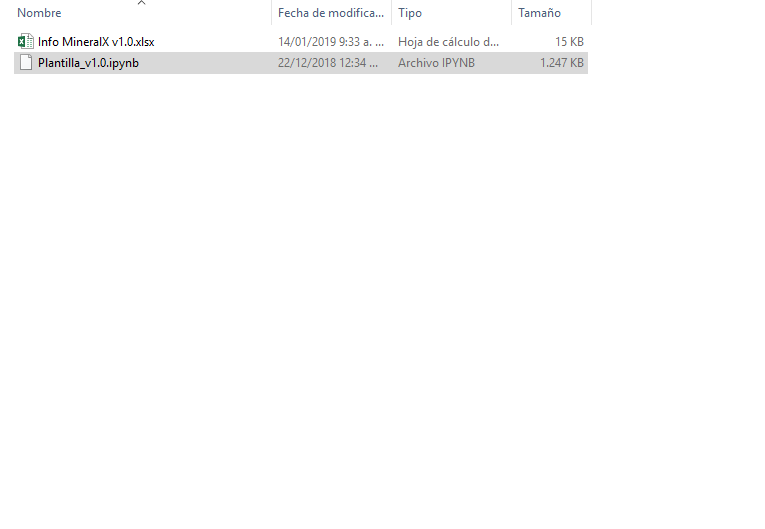 Nombre Fecha de modifica... Tipo Tamaño
Info MineralX v1.0.xlsx 14/01/2019 9:33 a. ... Hoja de cálculo d... 15 KB
Plantilla_v1.0.ipynb 22/12/2018 12:34 ... Archivo IPYNB 1.247 KB